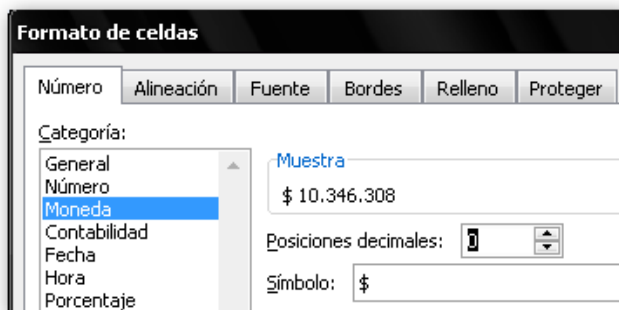 Formato de celdas
Número Alineación Fuente Bordes Relleno Proteger
Categoría:
General
Número
Moneda
Contabilidad
Fecha
Hora
Porcentaje
Muestra
$ 10.346.308
Posiciones decimales: 0
Símbolo: $